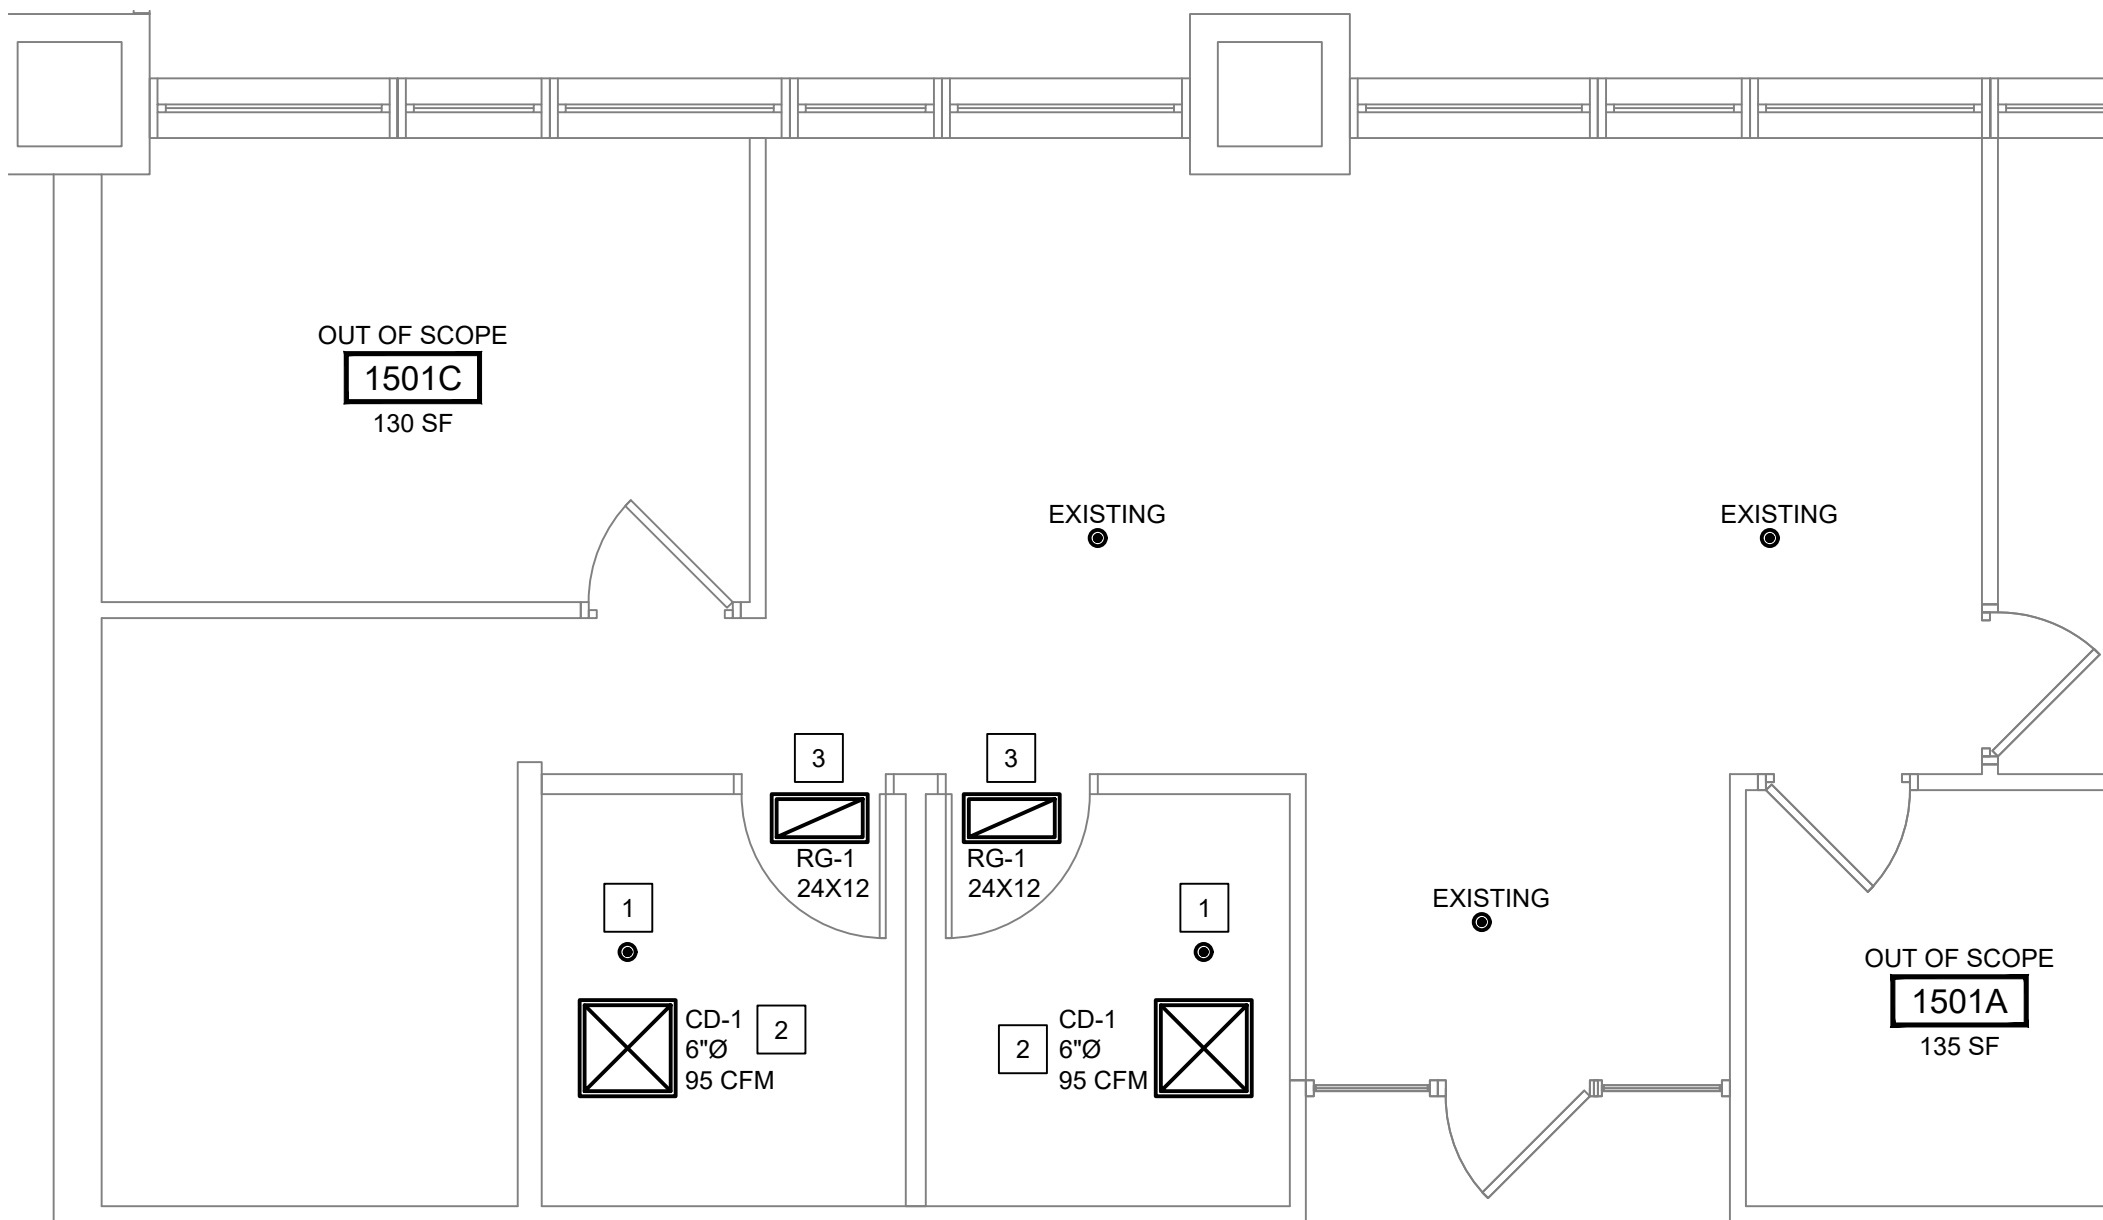 OUT OF SCOPE
1501C
130 SF
EXISTING
EXISTING
3
3
RG-1
24X12
RG-1
24X12
1
1
EXISTING
CD-1
6"Ø
95 CFM
2
2
CD-1
6"Ø
95 CFM
OUT OF SCOPE
1501A
135 SF